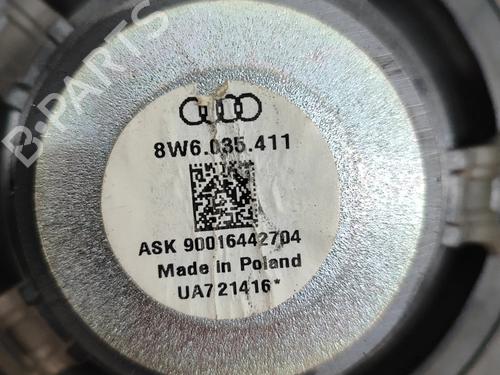 B-PARTS
8W6.035.411
ASK 90016442704
Made in Poland
UA721416*